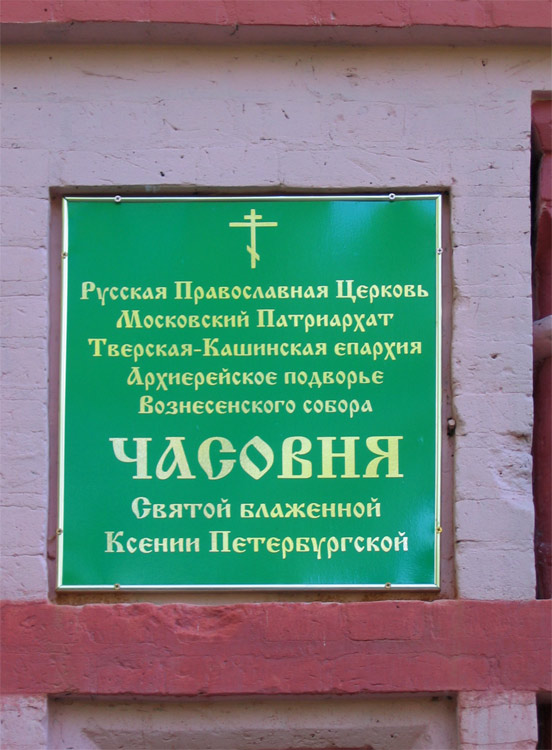 Русская Православная Церковь
Московский Патриархат
Тверская-Кашинская епархия
Архиерейское подворье
Вознесенского собора
ЧАСОВНЯ
Святой блаженной
Ксении Петербургской